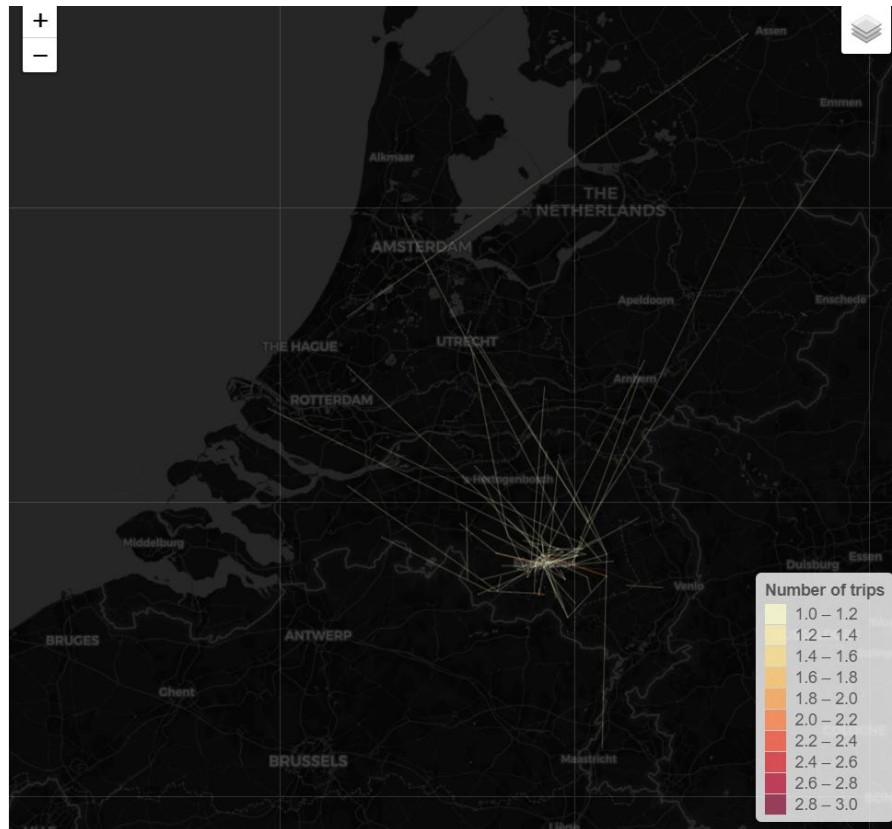 +
−
Assen
Emmen
Alkmaar
THE
NETHERLANDS
AMSTERDAM
Apeldoorn
Enschede
THE HAGUE
UTRECHT
Arnhem
ROTTERDAM
's-Hertogenbosch
Middelburg
Essen
Duisburg
Venlo
BRUGES
ANTWERP
Ghent
BRUSSELS
Maastricht
Number of trips
1.0 – 1.2
1.2 – 1.4
1.4 – 1.6
1.6 – 1.8
1.8 – 2.0
2.0 – 2.2
2.2 – 2.4
2.4 – 2.6
2.6 – 2.8
2.8 – 3.0